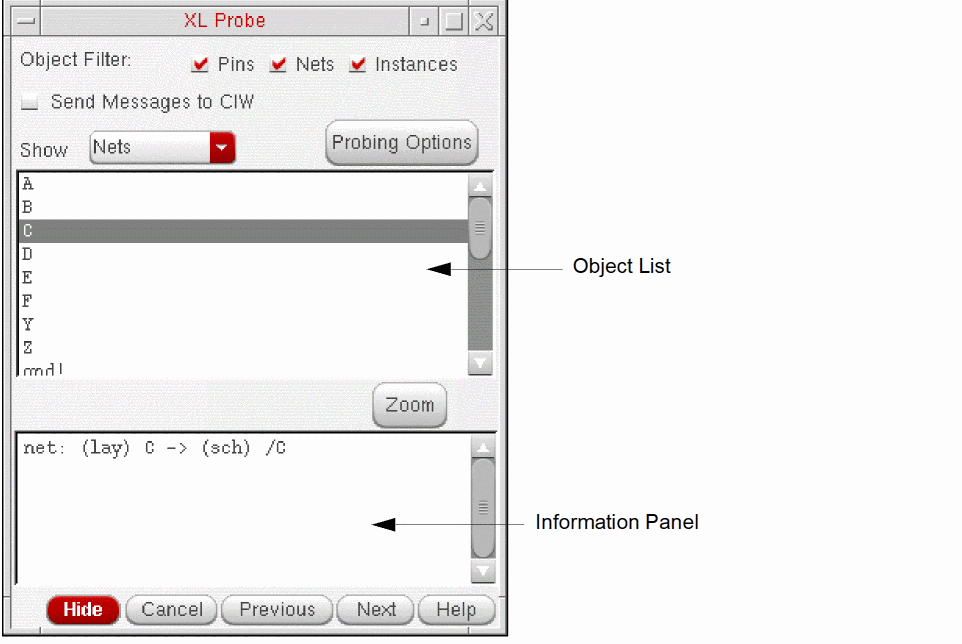 XL Probe
Object Filter: Pins Nets Instances
Send Messages to CIW
Show Nets Probing Options
A
B
C
D
E
F
Y
Z
Object List
Zoom
net: (lay) C -> (sch) /C
Information Panel
Hide Cancel Previous Next Help